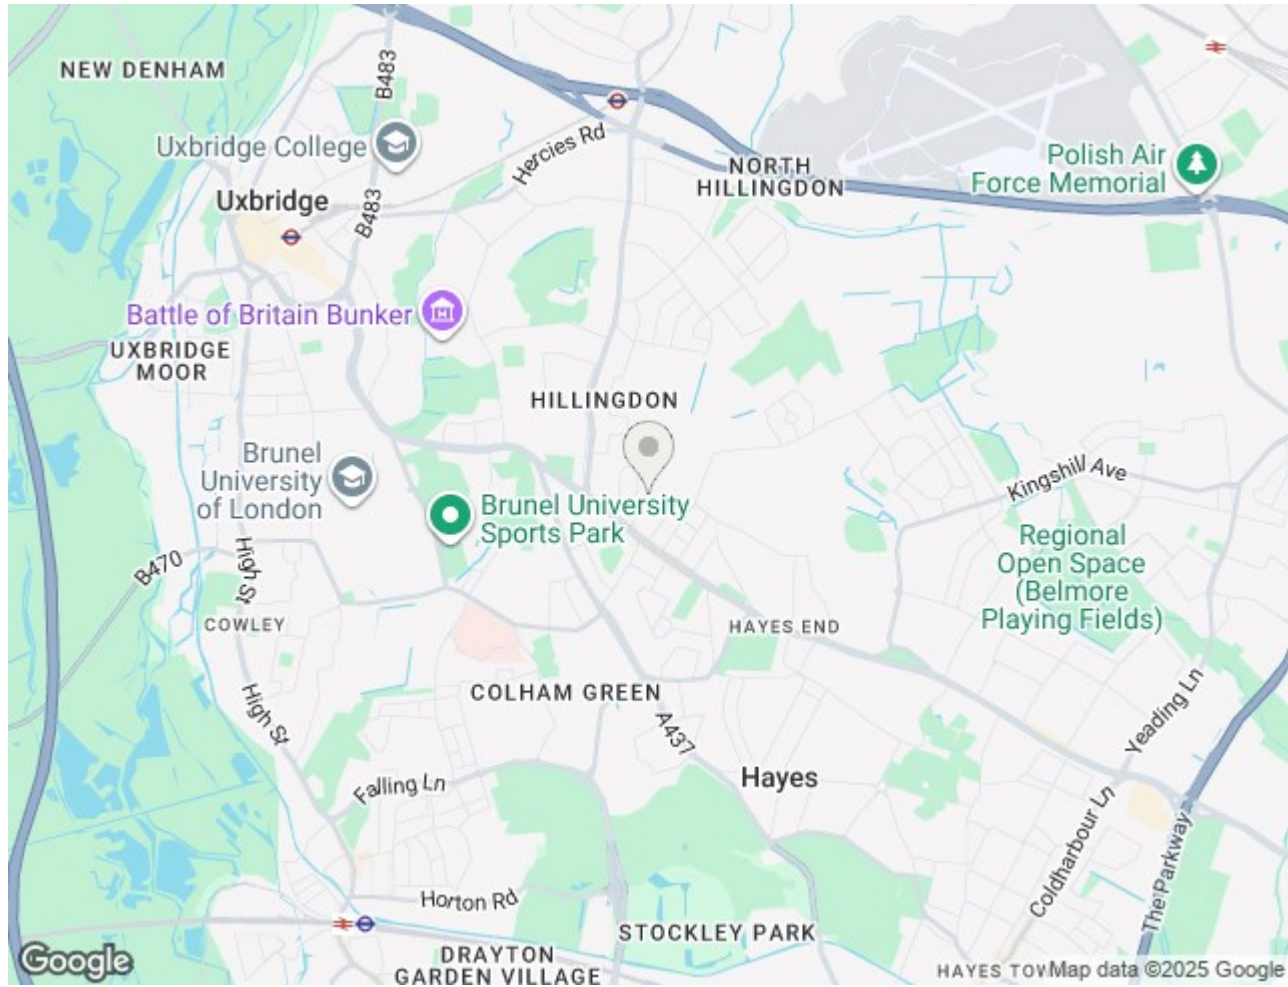 NEW DENHAM
B483
Uxbridge College
Hercies Rd
NORTH
HILLINGDON
Polish Air
Force Memorial
Uxbridge
B483
Battle of Britain Bunker
UXBRIDGE
MOOR
HILLINGDON
Brunel
University
of London
Brunel University
Sports Park
Kingshill Ave
Regional
Open Space
(Belmore
Playing Fields)
B470
High St
COWLEY
HAYES END
COLHAM GREEN
High St
A437
Yeading Ln
Falling Ln
Hayes
Coldharbour Ln
The Parkway
Horton Rd
STOCKLEY PARK
DRAYTON
GARDEN VILLAGE
Google
HAYES TOW
Map data ©2025 Google